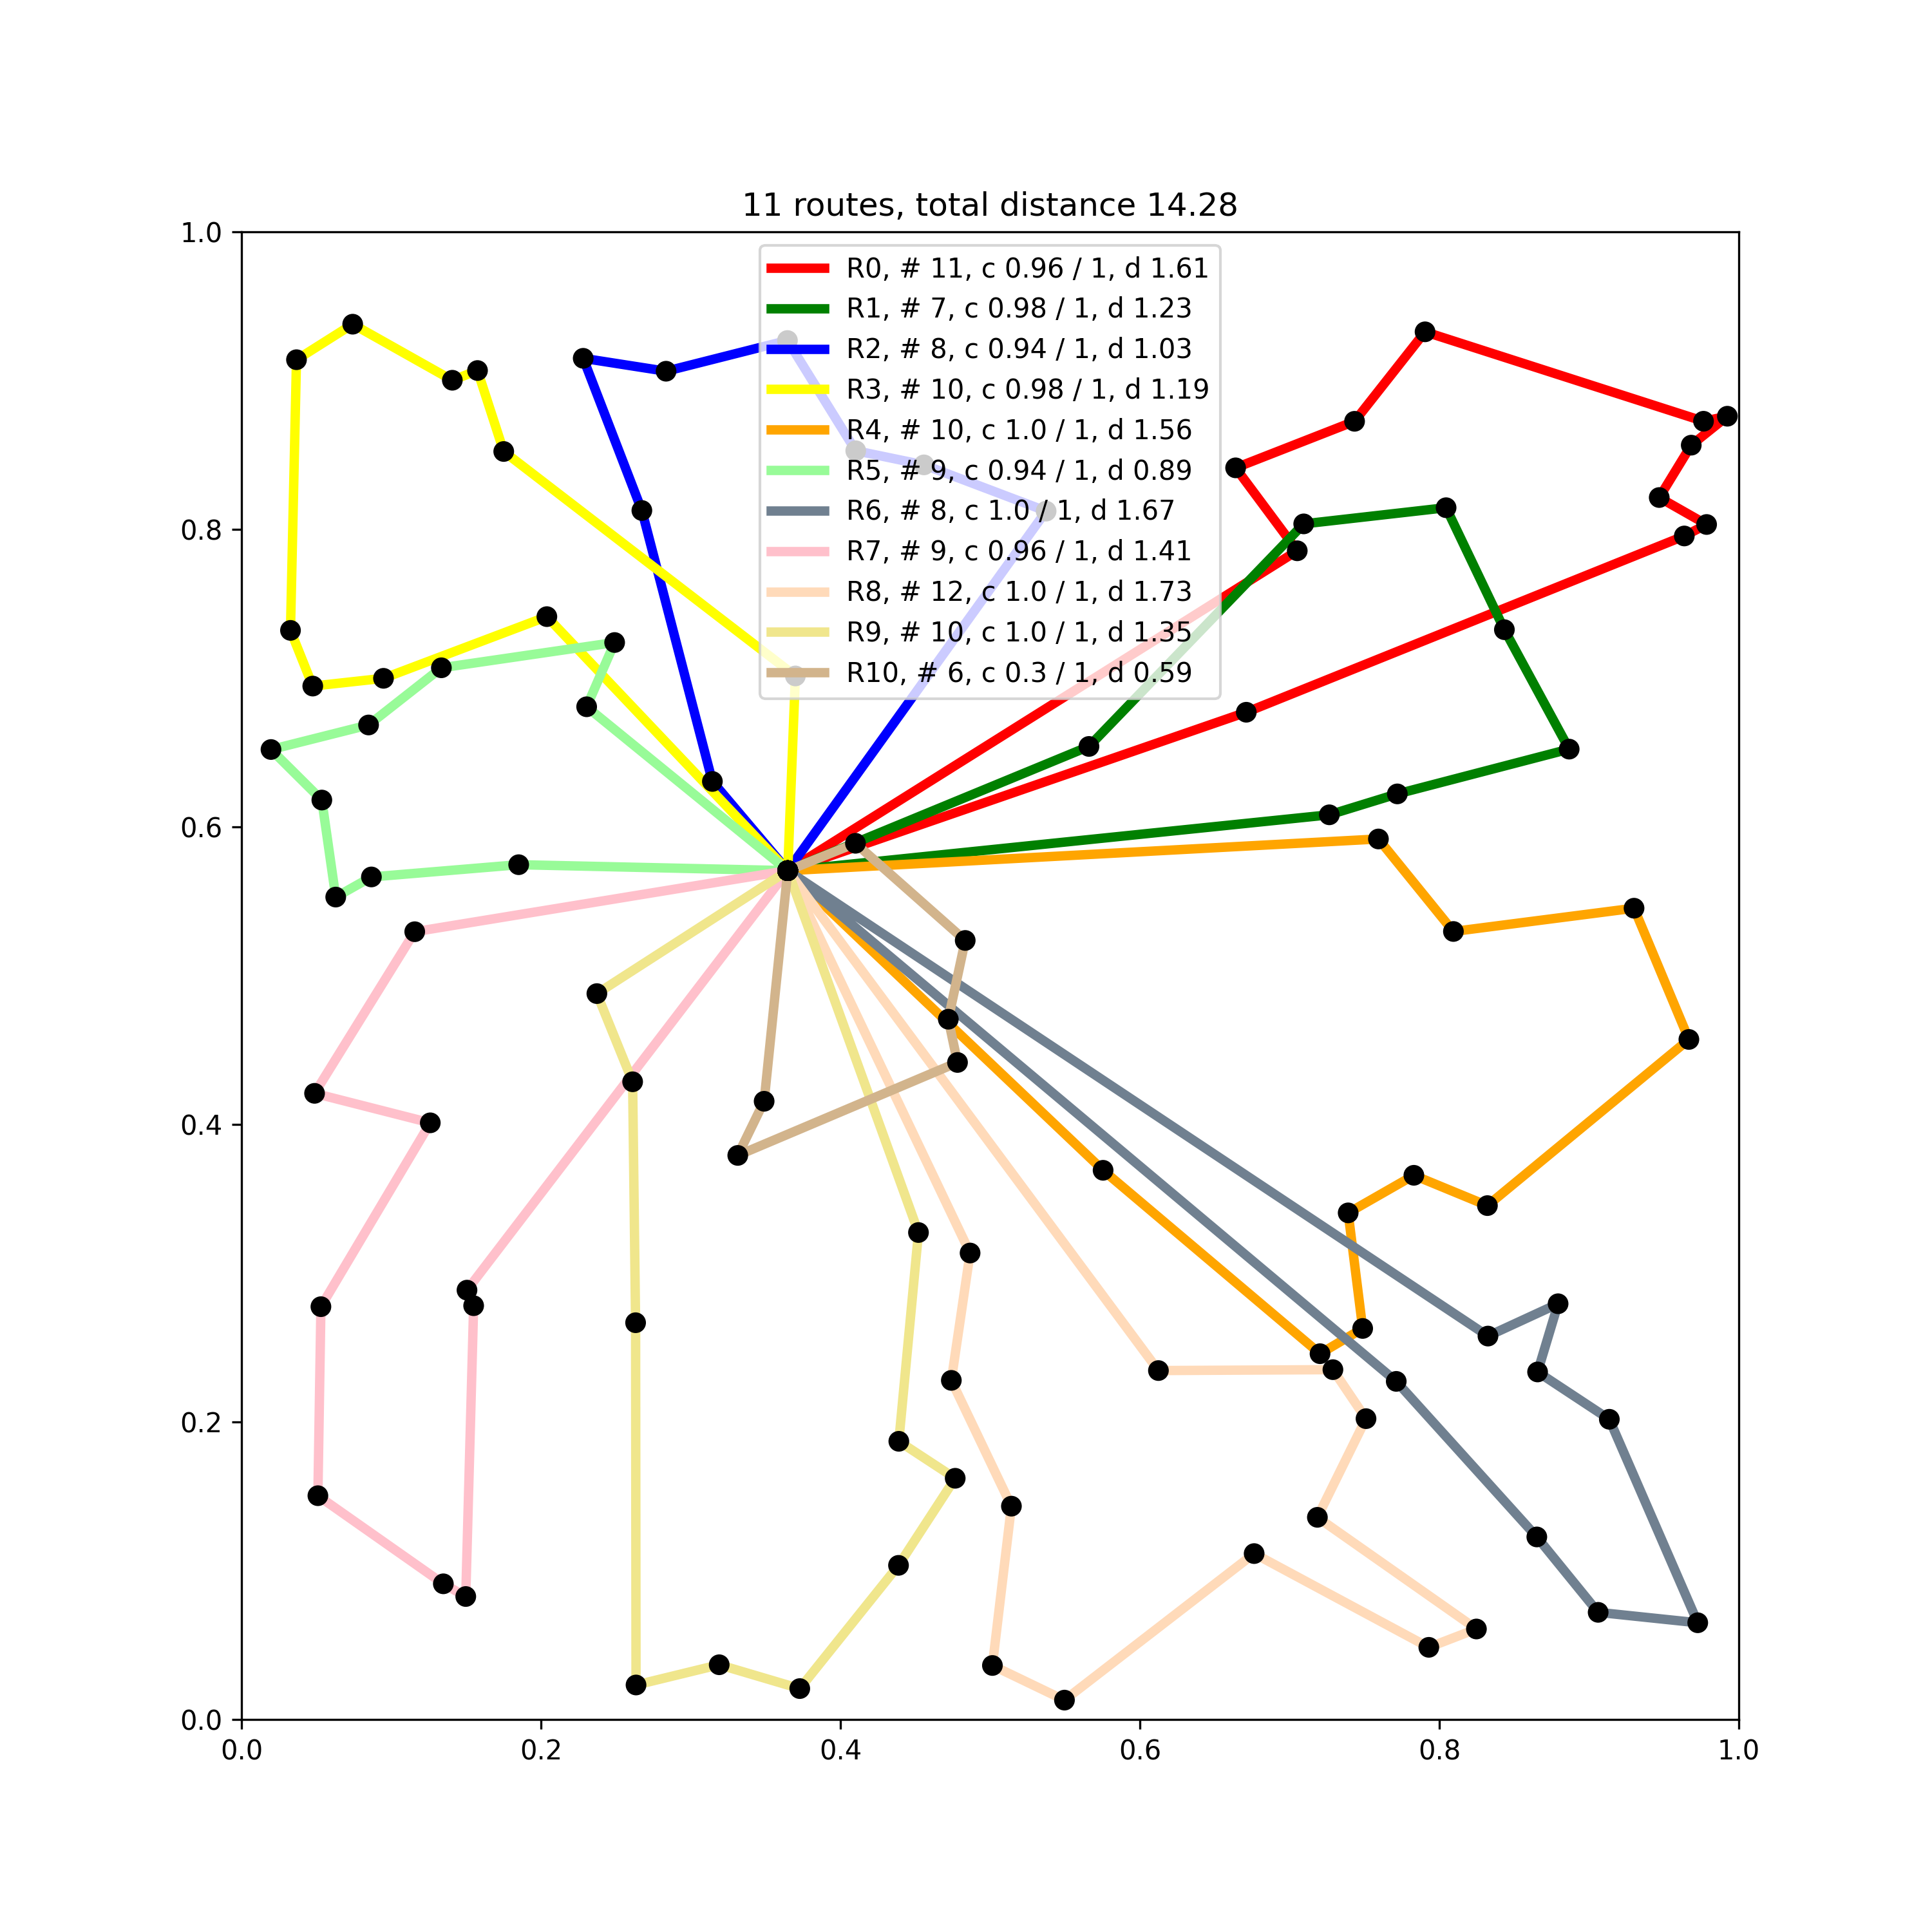 11 routes, total distance 14.28
1.0
0.8
0.6
0.4
0.2
0.0
R0, # 11, c 0.96 / 1, d 1.61
R1, # 7, c 0.98 / 1, d 1.23
R2, # 8, c 0.94 / 1, d 1.03
R3, # 10, c 0.98 / 1, d 1.19
R4, # 10, c 1.0 / 1, d 1.56
R5, # 9, c 0.94 / 1, d 0.89
R6, # 8, c 1.0 / 1, d 1.67
R7, # 9, c 0.96 / 1, d 1.41
R8, # 12, c 1.0 / 1, d 1.73
R9, # 10, c 1.0 / 1, d 1.35
R10, # 6, c 0.3 / 1, d 0.59
0.0 0.2 0.4 0.6 0.8 1.0